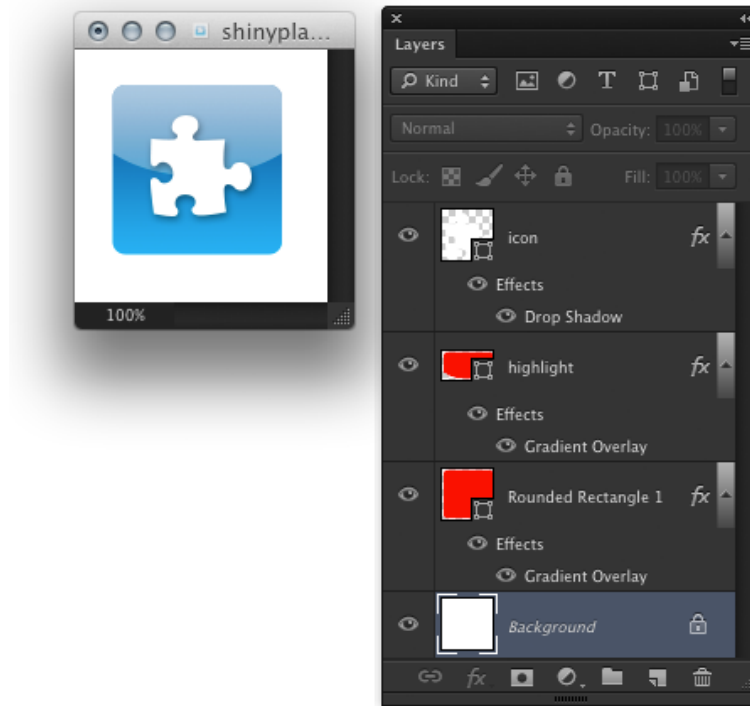 shinypla...
100%
Layers
Kind
Normal
Opacity: 100%
Lock:
Fill: 100%
icon
fx
Effects
Drop Shadow
highlight
fx
Effects
Gradient Overlay
Rounded Rectangle 1
fx
Effects
Gradient Overlay
Background
fx